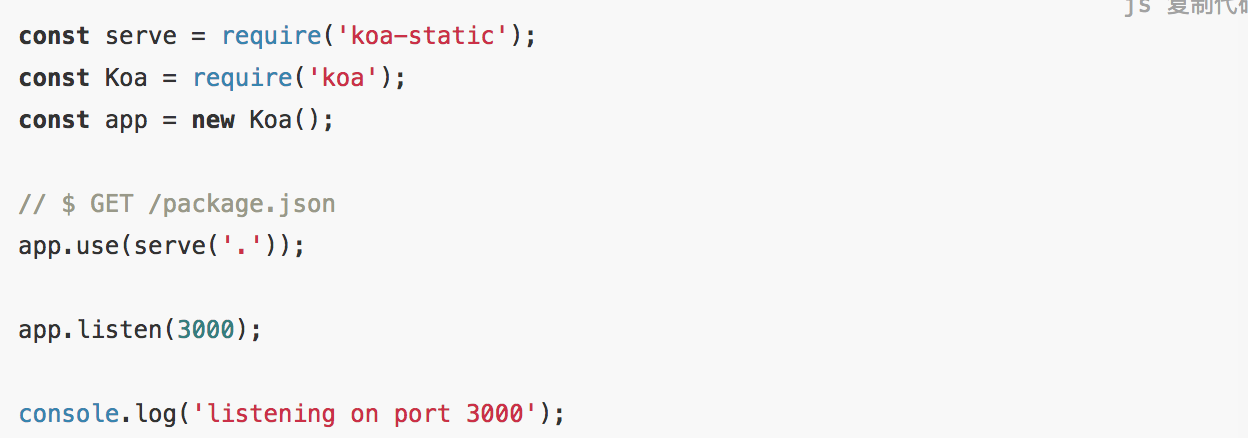 js 复制代码
const serve = require('koa-static');
const Koa = require('koa');
const app = new Koa();
// $ GET /package.json
app.use(serve('.'));
app.listen(3000);
console.log('listening on port 3000');